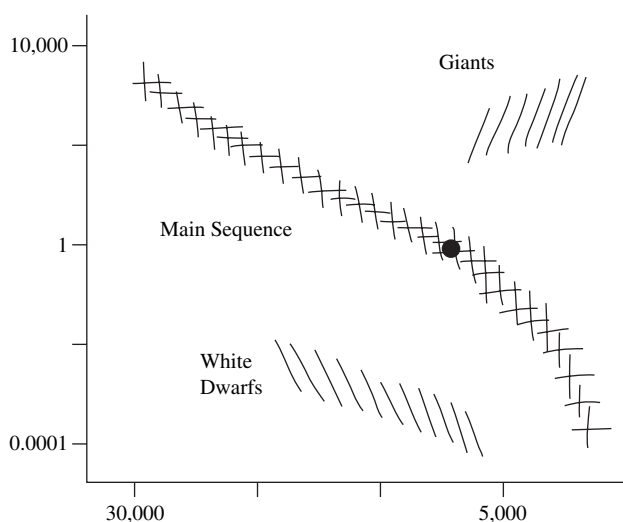 10,000
Giants
Main Sequence
1
White
Dwarfs
0.0001
30,000
5,000